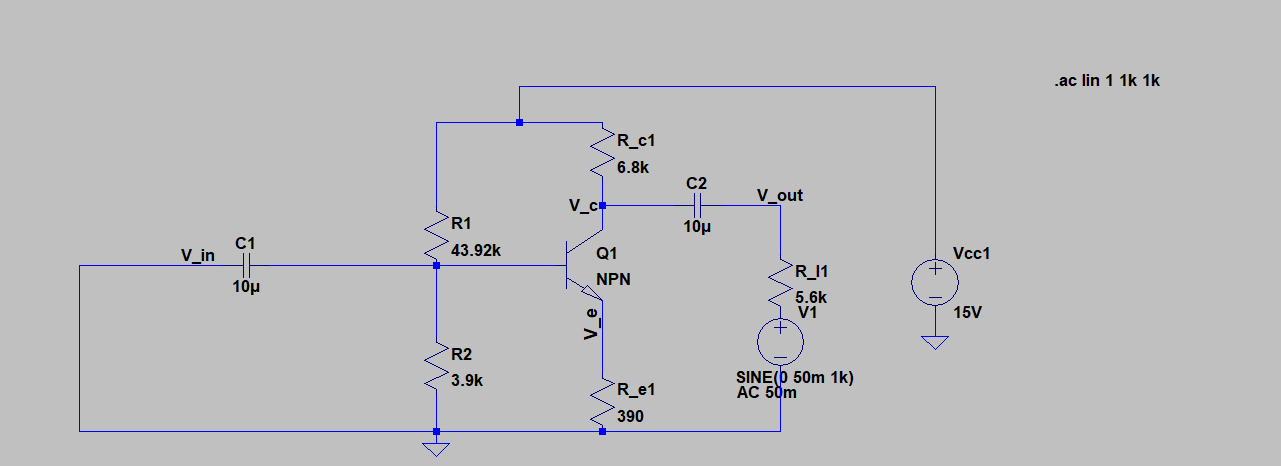 .ac lin 1 1k 1k
R_c1
6.8k
C2
V_out
V_c
10µ
R1
43.92k
C1
V_in
10µ
Q1
NPN
Vcc1
15V
R_l1
5.6k
V1
V_e
R2
3.9k
SINE(0 50m 1k)
AC 50m
R_e1
390